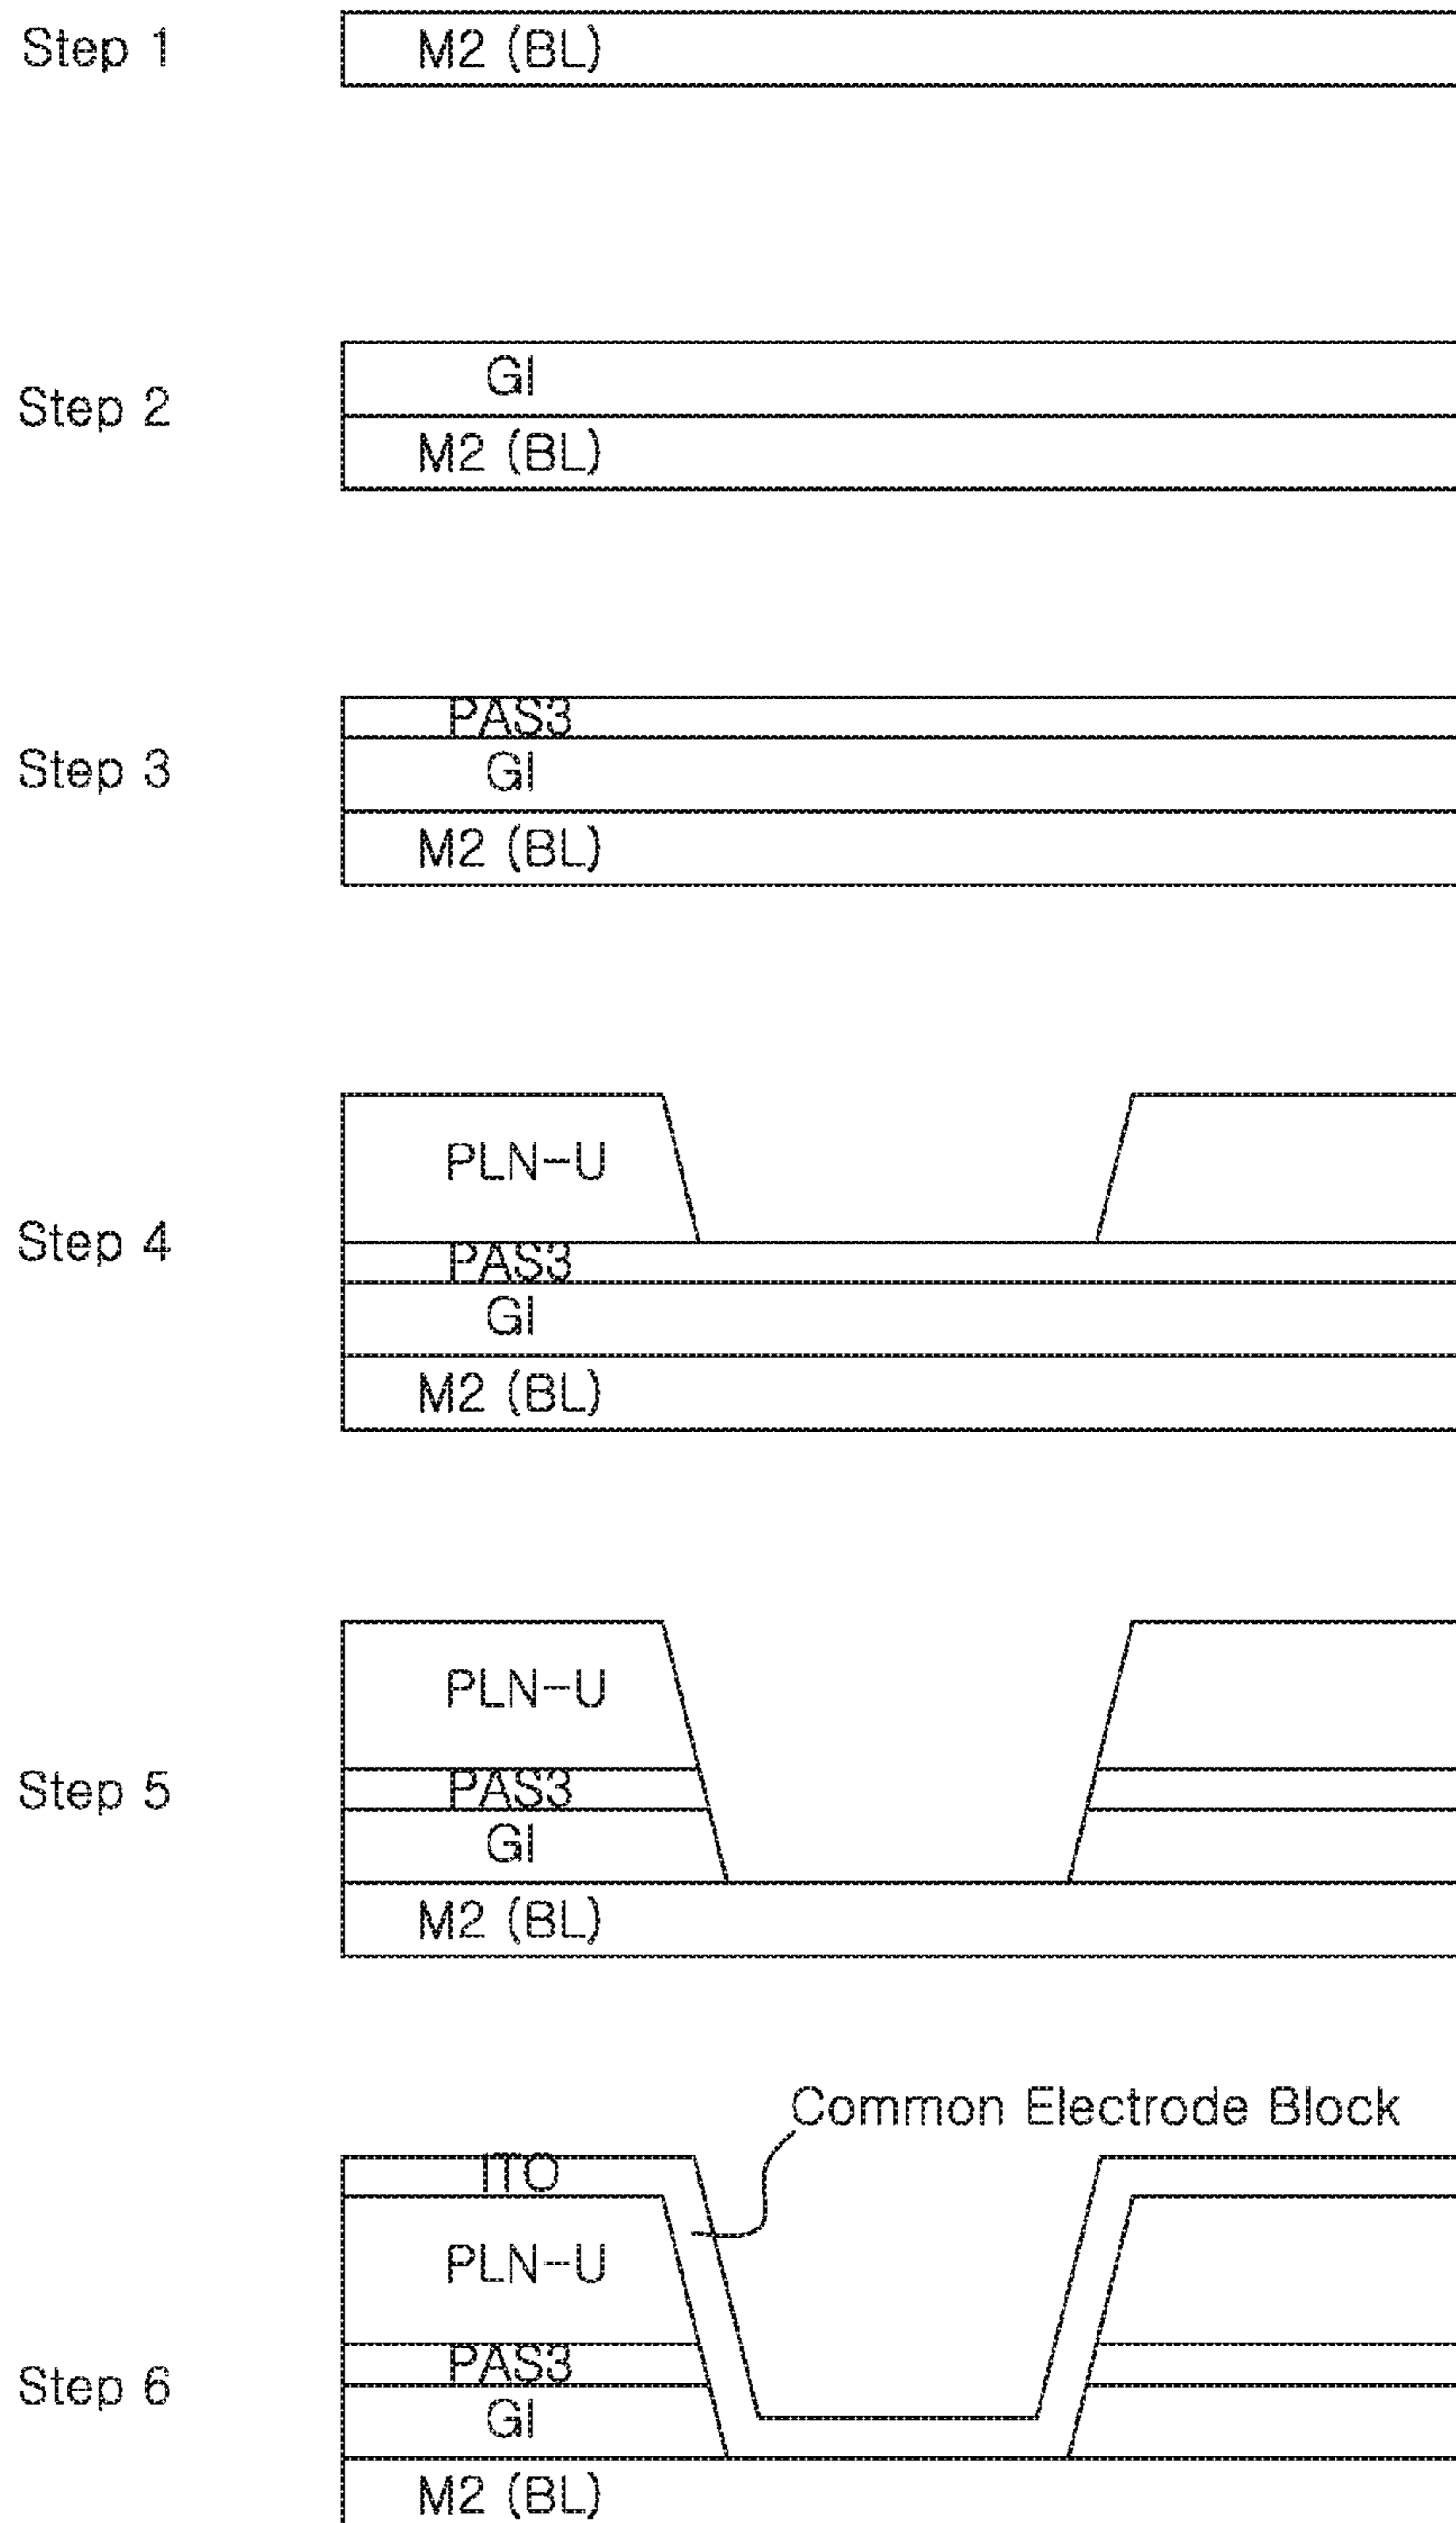 Step 1
M2 (BL)
Step 2
GI
M2 (BL)
Step 3
PAS3
GI
M2 (BL)
Step 4
PLN-U
PAS3
GI
M2 (BL)
Step 5
PLN-U
PAS3
GI
M2 (BL)
Common Electrode Block
Step 6
ITO
PLN-U
PAS3
GI
M2 (BL)